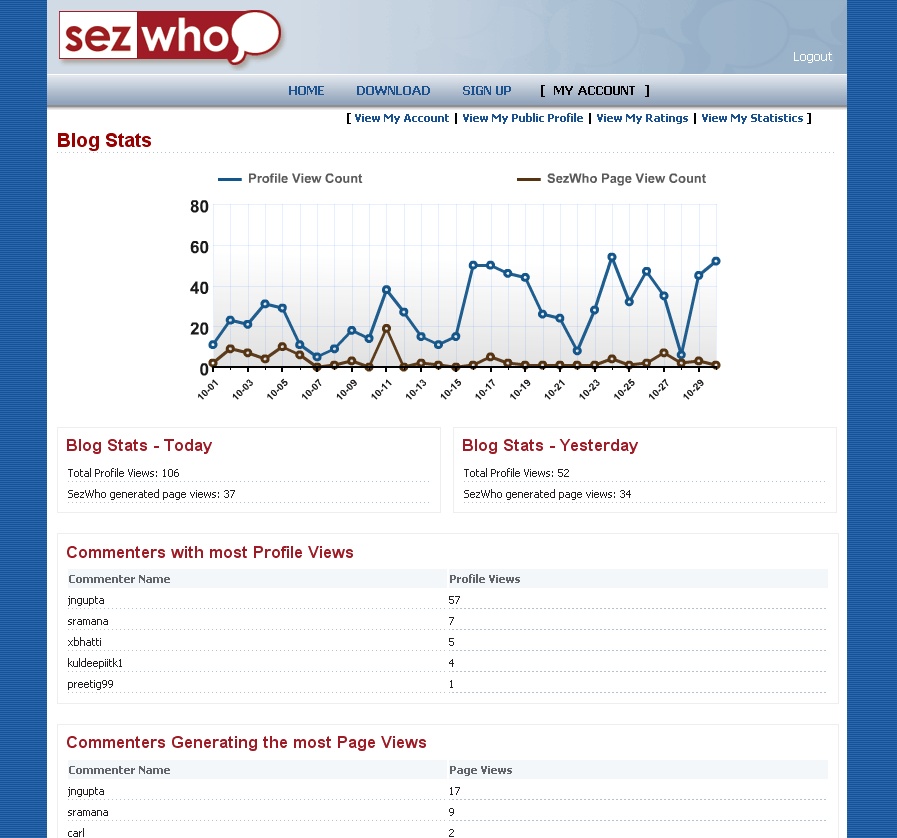 sezwho
Logout
HOME DOWNLOAD SIGN UP [ MY ACCOUNT ]
[ View My Account | View My Public Profile | View My Ratings | View My Statistics ]
Blog Stats
Profile View Count SezWho Page View Count
80
60
40
20
0
10-01 10-03 10-05 10-07 10-09 10-11 10-13 10-15 10-17 10-19 10-21 10-23 10-25 10-27 10-29
Blog Stats - Today
Total Profile Views: 106
SezWho generated page views: 37
Blog Stats - Yesterday
Total Profile Views: 52
SezWho generated page views: 34
Commenters with most Profile Views
Commenter Name Profile Views
jngupta 57
sramana 7
xbhatti 5
kuldeepiitk1 4
preetig99 1
Commenters Generating the most Page Views
Commenter Name Page Views
jngupta 17
sramana 9
carl 2